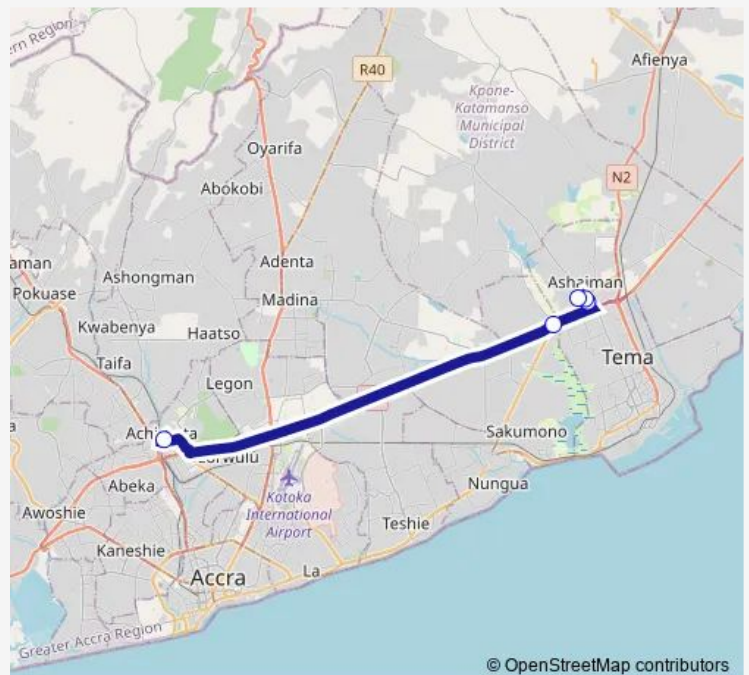 ern Region
R40
Afienya
Kpone-
Katamanso
Municipal
District
Oyarifa
Abokobi
N2
aman
Pokuase
Ashongman
Adenta
Madina
Ashaiman
Kwabenya
Haatso
Taifa
Legon
Tema
Sakumono
Abeka
Nungua
Awoshie
Kotoka
International
Airport
Teshie
Kaneshie
La
Accra
Greater Accra Region
© OpenStreetMap contributors